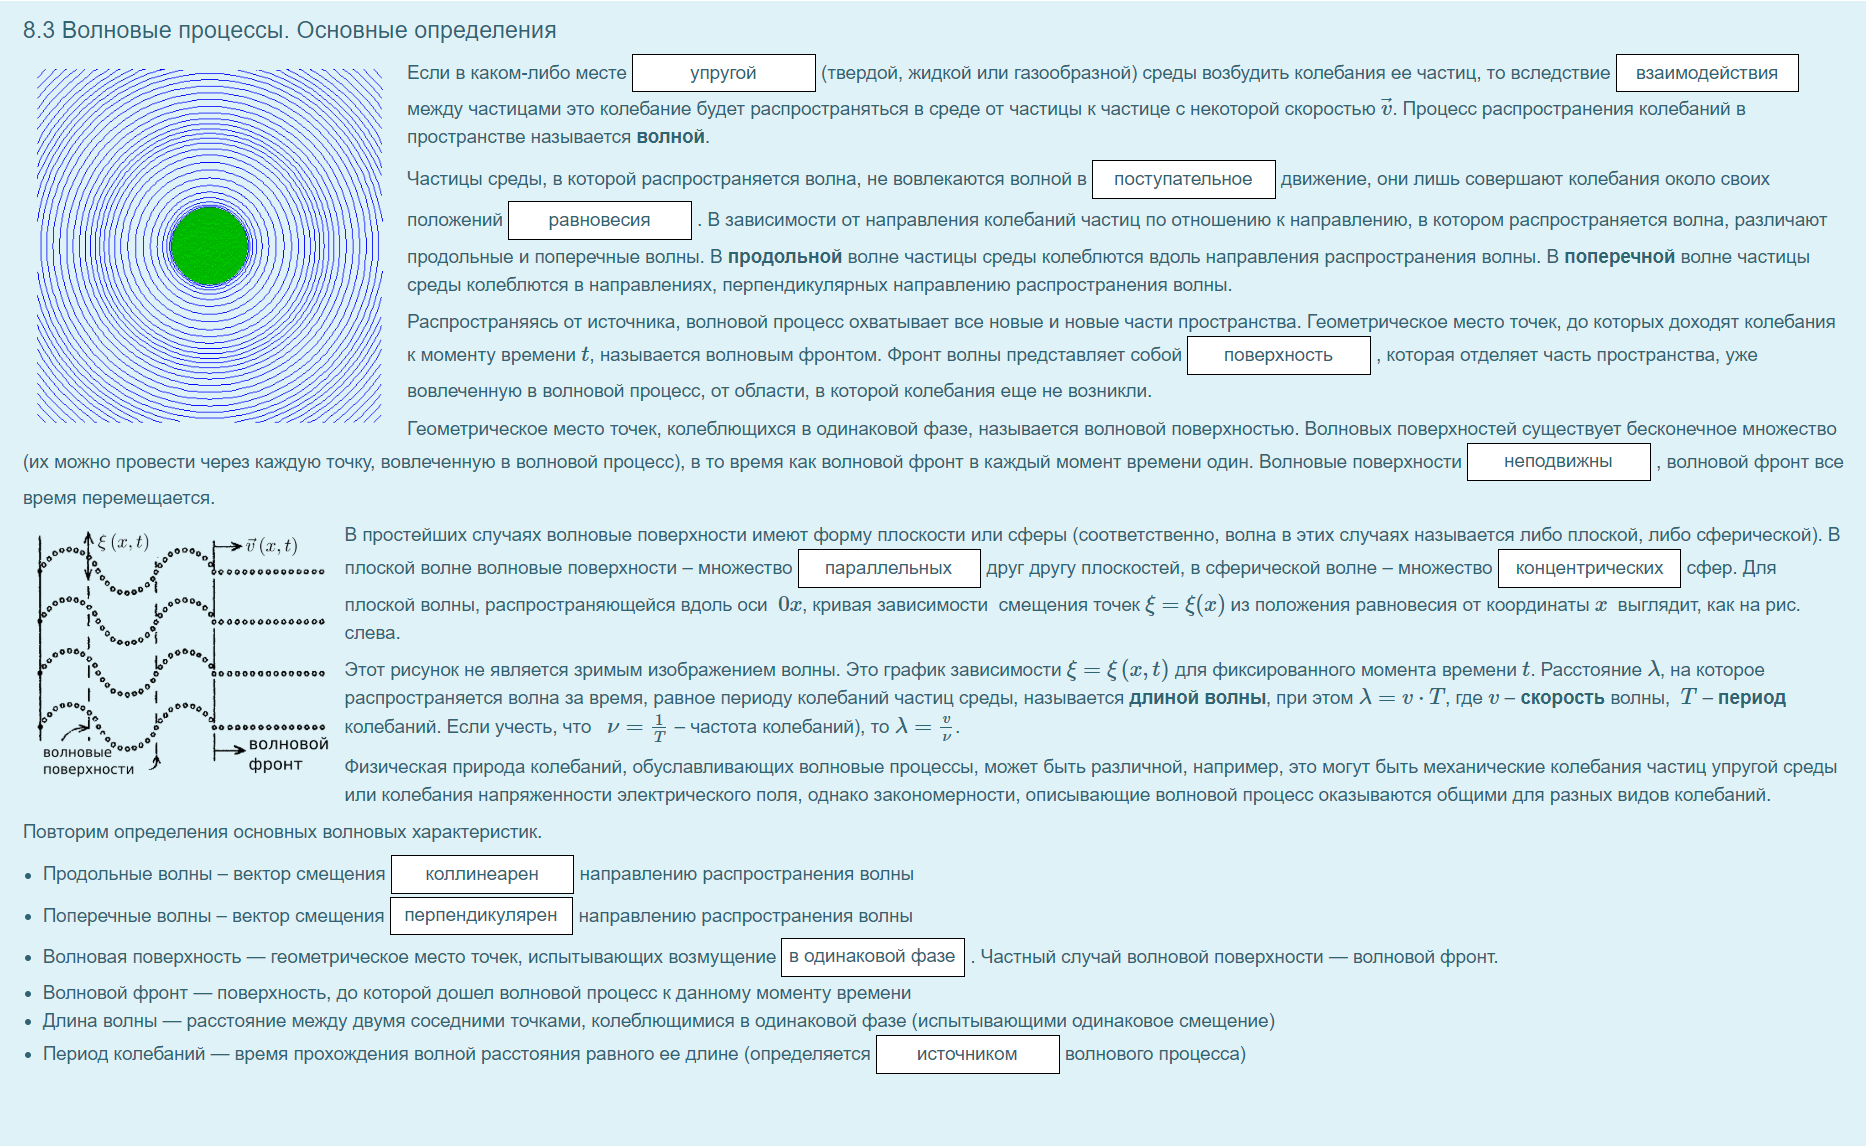 8.3 Волновые процессы. Основные определения
Если в каком-либо месте упругой (твердой, жидкой или газообразной) среды возбудить колебания ее частиц, то вследствие взаимодействия
между частицами это колебание будет распространяться в среде от частицы к частице с некоторой скоростью v⃗. Процесс распространения колебаний в
пространстве называется волной.
Частицы среды, в которой распространяется волна, не вовлекаются волной в поступательное движение, они лишь совершают колебания около своих
положений равновесия . В зависимости от направления колебаний частиц по отношению к направлению, в котором распространяется волна, различают
продольные и поперечные волны. В продольной волне частицы среды колеблются вдоль направления распространения волны. В поперечной волне частицы
среды колеблются в направлениях, перпендикулярных направлению распространения волны.
Распространяясь от источника, волновой процесс охватывает все новые и новые части пространства. Геометрическое место точек, до которых доходят колебания
к моменту времени t, называется волновым фронтом. Фронт волны представляет собой поверхность , которая отделяет часть пространства, уже
вовлеченную в волновой процесс, от области, в которой колебания еще не возникли.
Геометрическое место точек, колеблющихся в одинаковой фазе, называется волновой поверхностью. Волновых поверхностей существует бесконечное множество
(их можно провести через каждую точку, вовлеченную в волновой процесс), в то время как волновой фронт в каждый момент времени один. Волновые поверхности неподвижны , волновой фронт все
время перемещается.
ξ (x, t)
v⃗ (x, t)
волновые
поверхности
волновой
фронт
В простейших случаях волновые поверхности имеют форму плоскости или сферы (соответственно, волна в этих случаях называется либо плоской, либо сферической). В
плоской волне волновые поверхности – множество параллельных друг другу плоскостей, в сферической волне – множество концентрических сфер. Для
плоской волны, распространяющейся вдоль оси 0x, кривая зависимости смещения точек ξ = ξ(x) из положения равновесия от координаты x выглядит, как на рис.
слева.
Этот рисунок не является зримым изображением волны. Это график зависимости ξ = ξ (x, t) для фиксированного момента времени t. Расстояние λ, на которое
распространяется волна за время, равное периоду колебаний частиц среды, называется длиной волны, при этом λ = v · T, где v – скорость волны, T – период
колебаний. Если учесть, что ν = 1/T – частота колебаний), то λ = v/ν.
Физическая природа колебаний, обуславливающих волновые процессы, может быть различной, например, это могут быть механические колебания частиц упругой среды
или колебания напряженности электрического поля, однако закономерности, описывающие волновой процесс оказываются общими для разных видов колебаний.
Повторим определения основных волновых характеристик.
• Продольные волны – вектор смещения коллинеарен направлению распространения волны
• Поперечные волны – вектор смещения перпендикулярен направлению распространения волны
• Волновая поверхность — геометрическое место точек, испытывающих возмущение в одинаковой фазе . Частный случай волновой поверхности — волновой фронт.
• Волновой фронт — поверхность, до которой дошел волновой процесс к данному моменту времени
• Длина волны — расстояние между двумя соседними точками, колеблющимися в одинаковой фазе (испытывающими одинаковое смещение)
• Период колебаний — время прохождения волной расстояния равного ее длине (определяется источником волнового процесса)